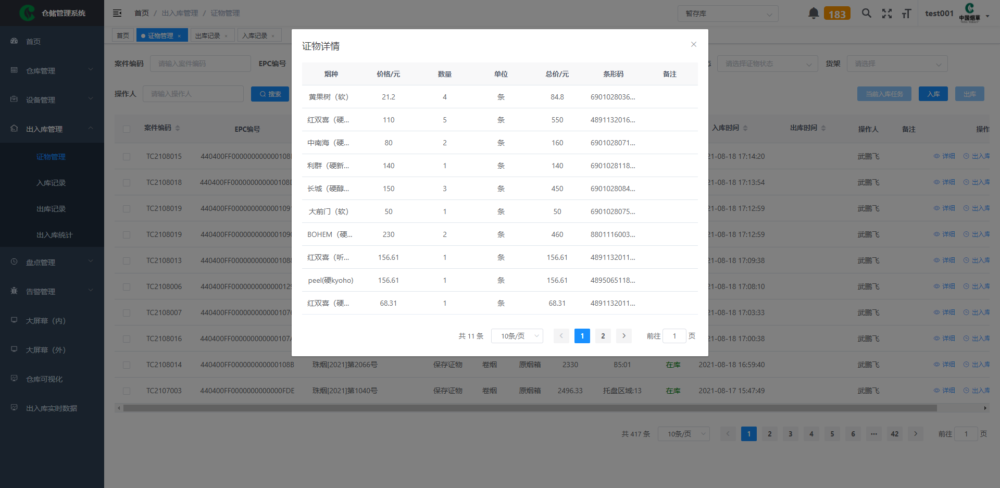 仓储管理系统
首页 / 出入库管理 / 证物管理
暂存库
183
test001
中国烟草
首页
证物管理 ×
出库记录 ×
入库记录 ×
首页
仓库管理
设备管理
出入库管理
证物管理
入库记录
出库记录
出入库统计
盘点管理
告警管理
大屏幕（内）
大屏幕（外）
仓库可视化
出入库实时数据
案件编码 请输入案件编码 EPC编号
请选择证物状态 货架 请选择
操作人 请输入操作人 搜索
当前入库任务 入库 出库
案件编码 EPC编号 入库时间 出库时间 操作人 备注 操作
TC2108015 440400FF000000000000108 21-08-18 17:14:20 武鹏飞 详细 出入库
TC2108018 440400FF000000000000108 21-08-18 17:13:54 武鹏飞 详细 出入库
TC2108019 440400FF000000000000109 21-08-18 17:12:59 武鹏飞 详细 出入库
TC2108019 440400FF000000000000109 21-08-18 17:12:59 武鹏飞 详细 出入库
TC2108013 440400FF000000000000108 21-08-18 17:09:38 武鹏飞 详细 出入库
TC2108006 440400FF000000000000012 21-08-18 17:08:10 武鹏飞 详细 出入库
TC2108007 440400FF000000000000107 21-08-18 17:03:33 武鹏飞 详细 出入库
TC2108016 440400FF000000000000107 21-08-18 17:00:38 武鹏飞 详细 出入库
TC2108014 440400FF000000000000108B 珠烟[2021]第2066号 保存证物 卷烟 原烟箱 2330 B5:01 在库 2021-08-18 16:59:40 武鹏飞 详细 出入库
TC2107003 440400FF0000000000000FDE 珠烟[2021]第1040号 保存证物 卷烟 原烟箱 2496.33 托盘区域:13 在库 2021-08-17 15:47:49 武鹏飞 详细 出入库
共 417 条 10条/页 1 2 3 4 5 6 ··· 42 前往 1 页
证物详情
烟种 价格/元 数量 单位 总价/元 条形码 备注
黄果树（软） 21.2 4 条 84.8 6901028036...
红双喜（硬... 110 5 条 550 4891132016...
中南海（硬... 80 2 条 160 6901028071...
利群（硬新... 140 1 条 140 6901028118...
长城（硬醇... 150 3 条 450 6901028084...
大前门（软） 50 1 条 50 6901028075...
BOHEM（硬... 230 2 条 460 8801116003...
红双喜（听... 156.61 1 条 156.61 4891132011...
peel(硬kyoho) 156.61 1 条 156.61 4895065118...
红双喜（硬... 68.31 1 条 68.31 4891132011...
共 11 条 10条/页 1 2 前往 1 页